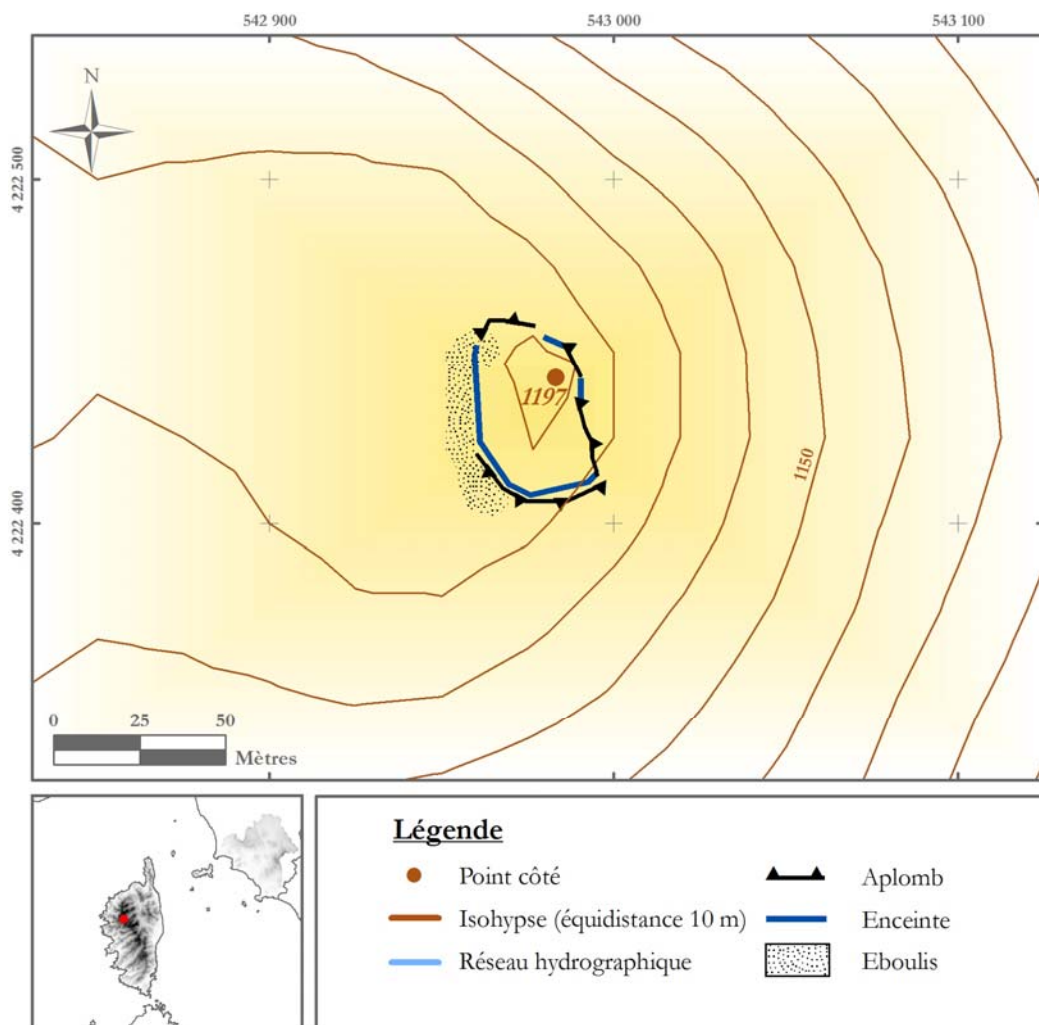 542 900
543 000
543 100
N
4 222 500
1197
1150
4 222 400
0
25
50
Mètres
Légende
Point côté
Aplomb
Isohypse (équidistance 10 m)
Enceinte
Réseau hydrographique
Eboulis